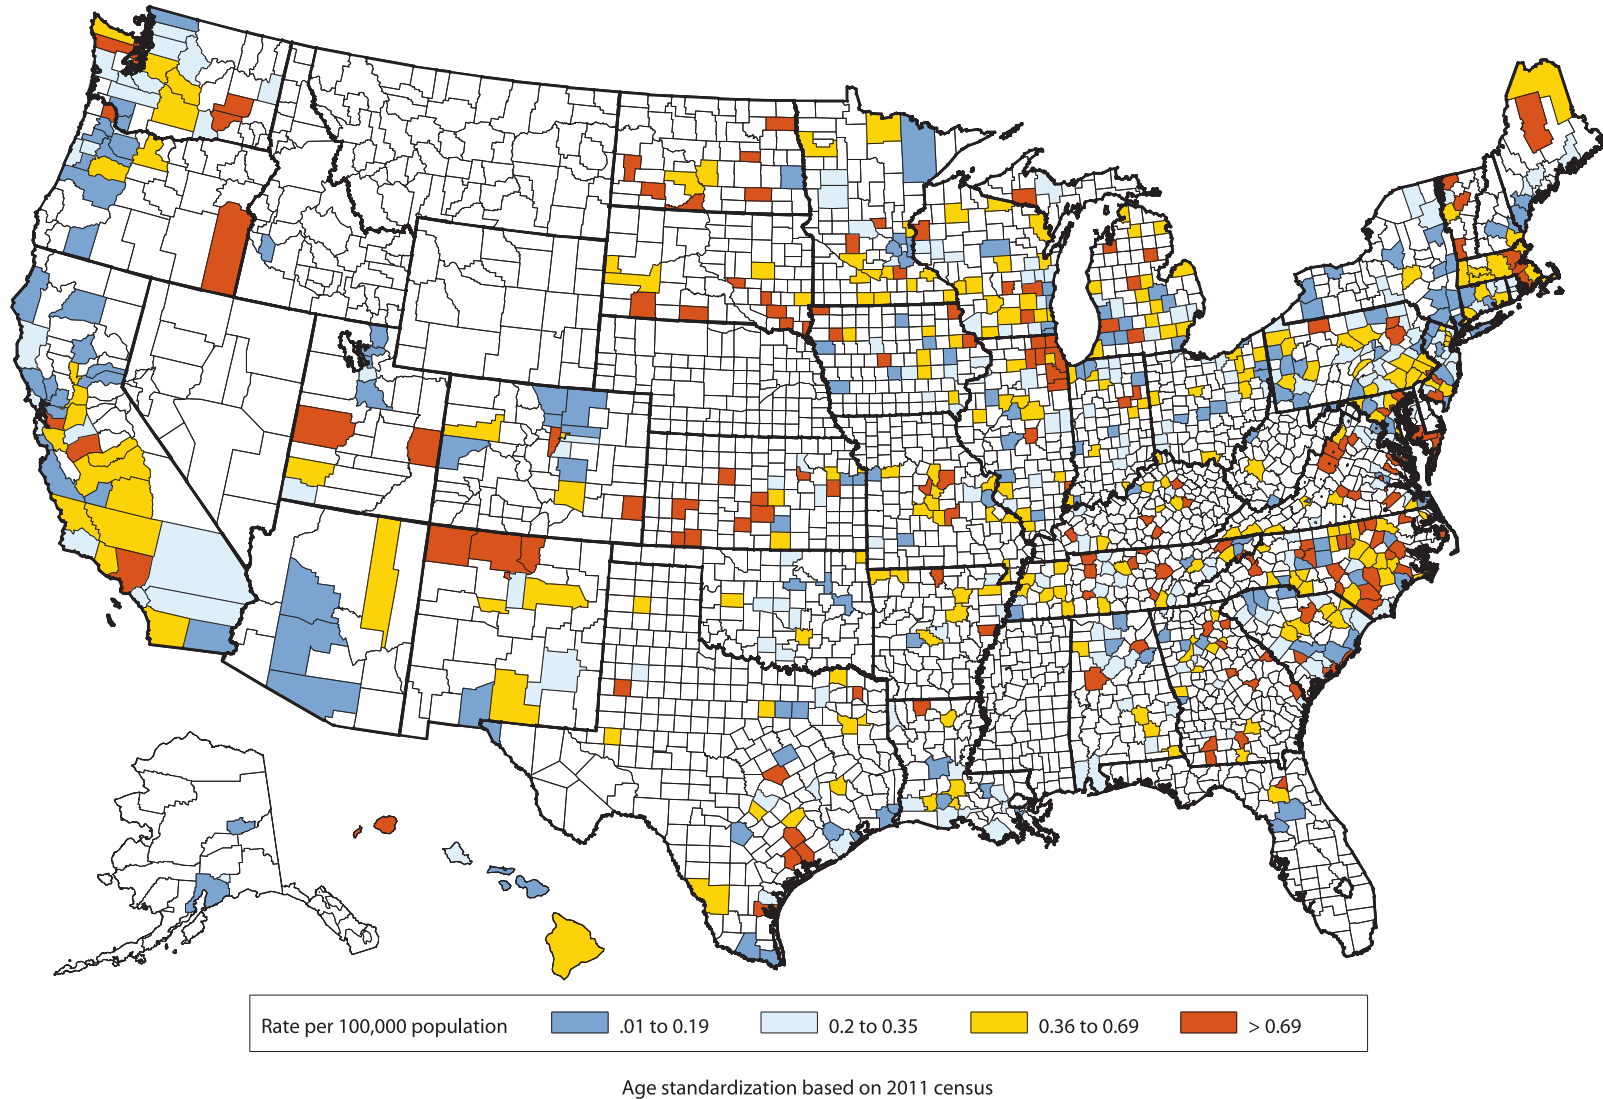 Rate per 100,000 population .01 to 0.19 0.2 to 0.35 0.36 to 0.69 > 0.69
Age standardization based on 2011 census